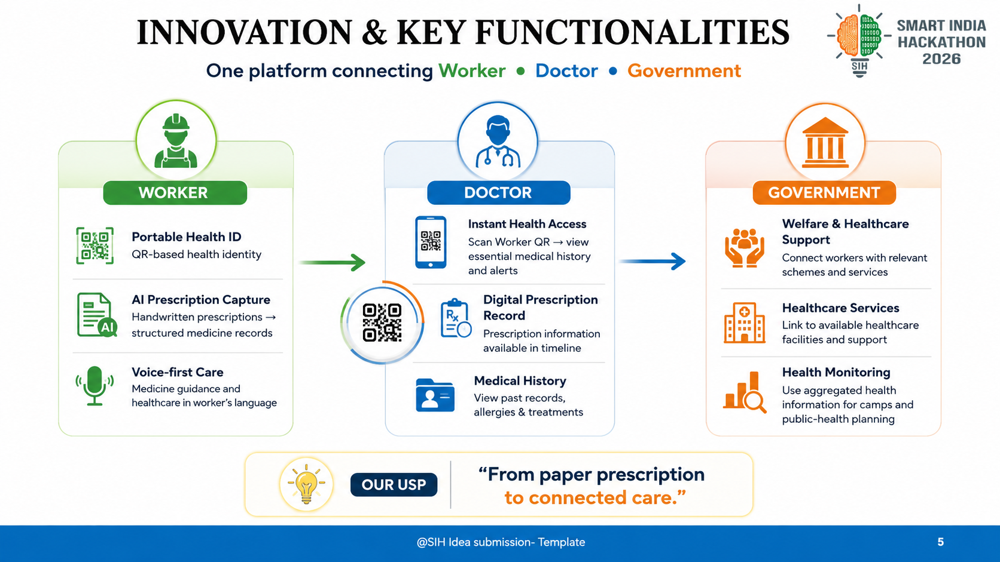 INNOVATION & KEY FUNCTIONALITIES
SMART INDIA
HACKATHON
2026
SIH
One platform connecting Worker • Doctor • Government
WORKER
Portable Health ID
QR-based health identity
AI Prescription Capture
Handwritten prescriptions →
structured medicine records
AI
Voice-first Care
Medicine guidance and
healthcare in worker's language
DOCTOR
Instant Health Access
Scan Worker QR → view
essential medical history
and alerts
Digital Prescription
Record
Rx
Prescription information
available in timeline
Medical History
View past records,
allergies & treatments
GOVERNMENT
Welfare & Healthcare
Support
Connect workers with relevant
schemes and services
Healthcare Services
Link to available healthcare
facilities and support
Health Monitoring
Use aggregated health
information for camps and
public-health planning
OUR USP
“From paper prescription
to connected care.”
@SIH Idea submission- Template
5